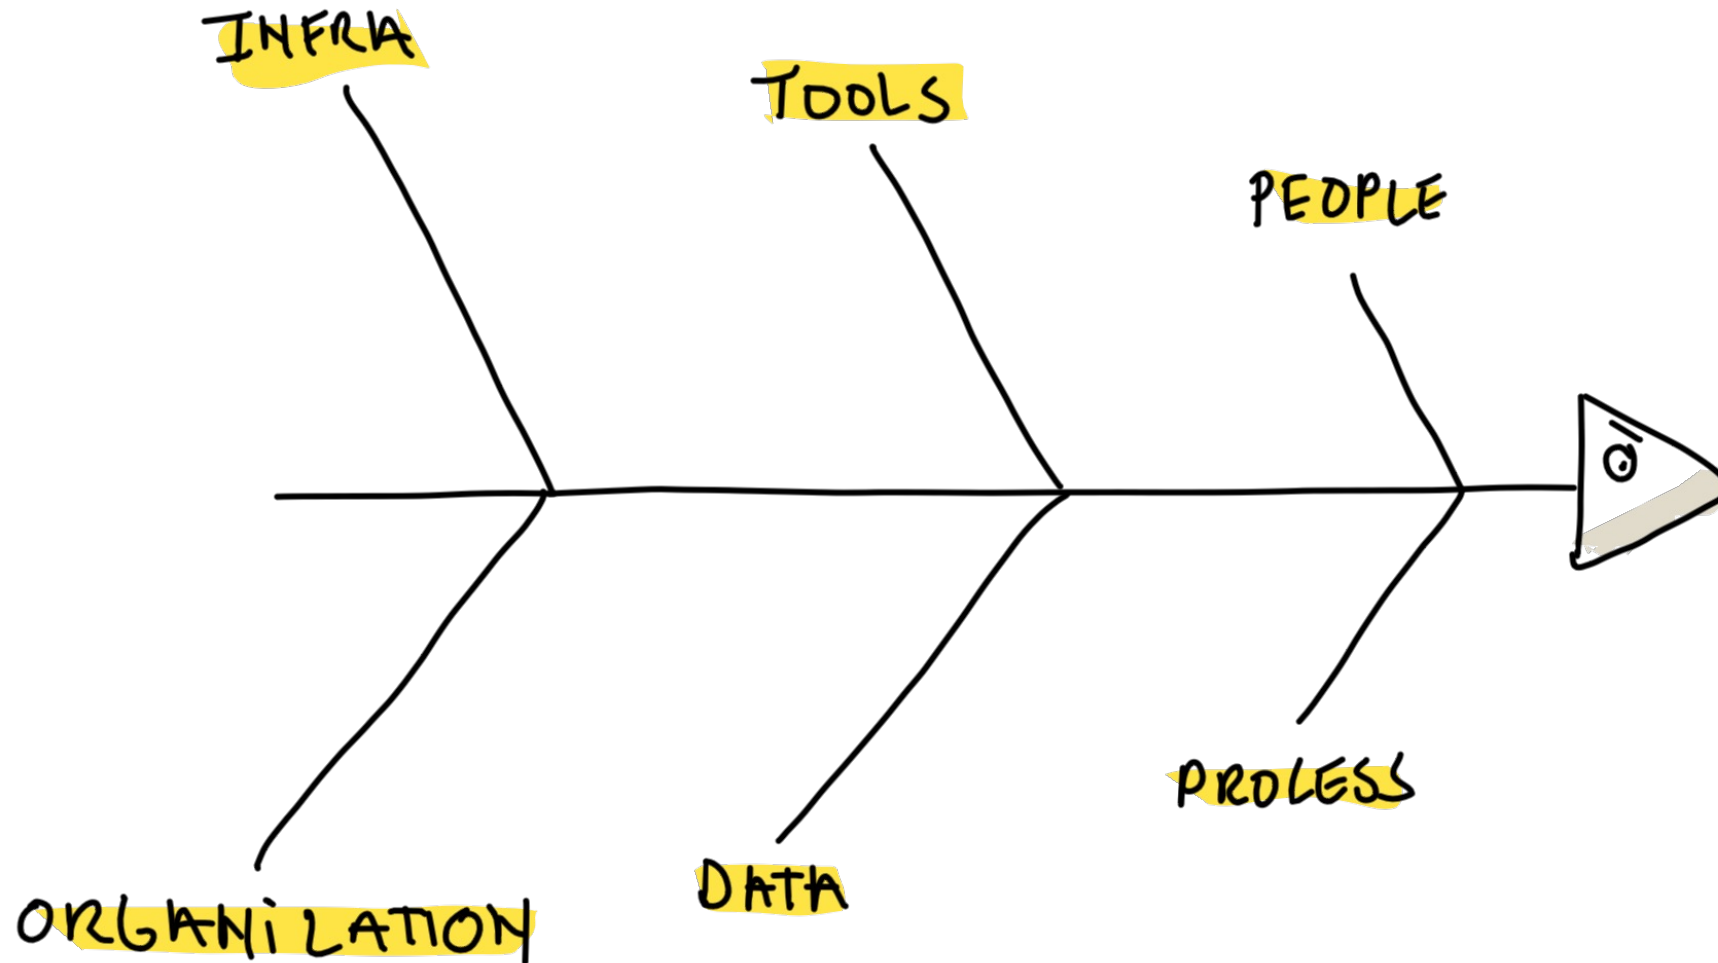 INFRA
TOOLS
PEOPLE
PROCESS
DATA
ORGANIZATION